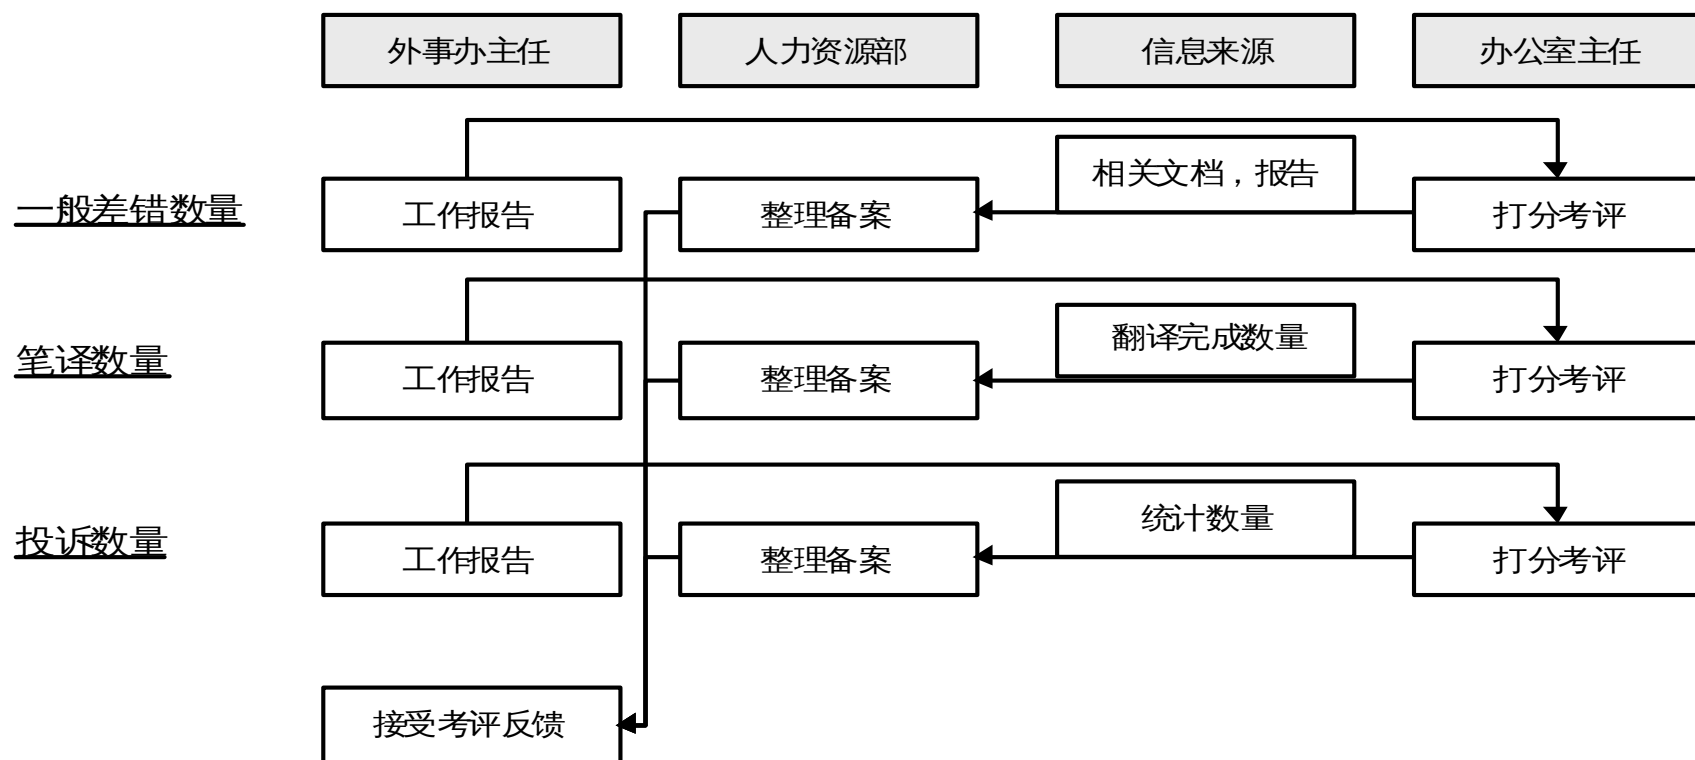 外事办主任
人力资源部
信息来源
办公室主任
相关文档，报告
一般差错数量
工作报告
整理备案
打分考评
翻译完成数量
笔译数量
工作报告
整理备案
打分考评
统计数量
投诉数量
工作报告
整理备案
打分考评
接受考评反馈